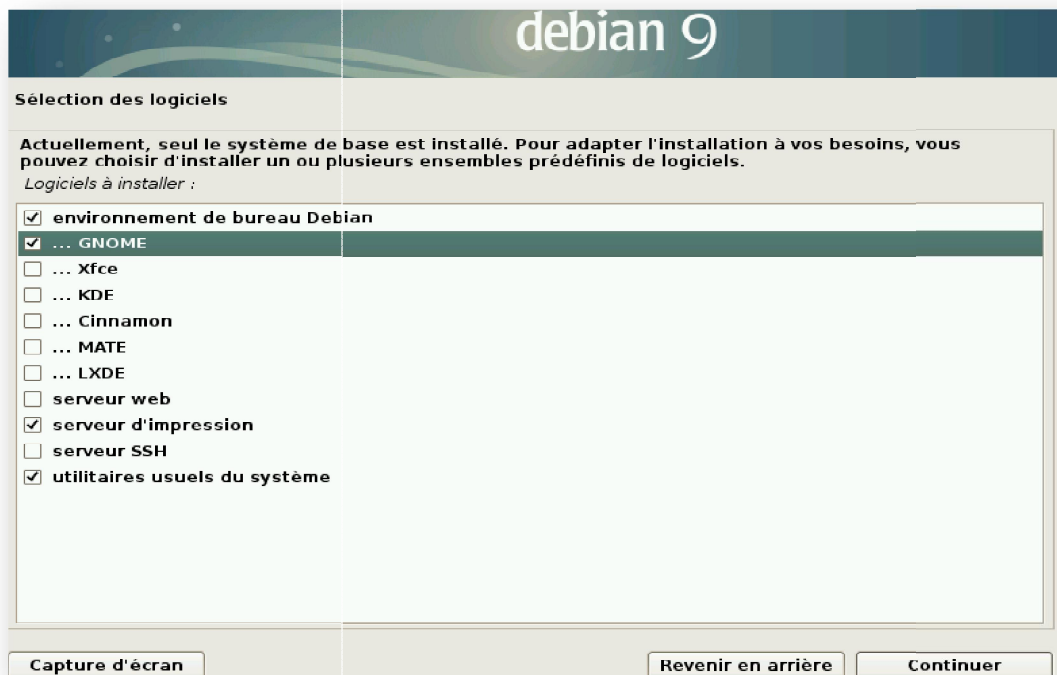 debian 9
Sélection des logiciels
Actuellement, seul le système de base est installé. Pour adapter l'installation à vos besoins, vous
pouvez choisir d'installer un ou plusieurs ensembles prédéfinis de logiciels.
Logiciels à installer :
environnement de bureau Debian
... GNOME
... Xfce
... KDE
... Cinnamon
... MATE
... LXDE
serveur web
serveur d'impression
serveur SSH
utilitaires usuels du système
Capture d'écran
Revenir en arrière
Continuer